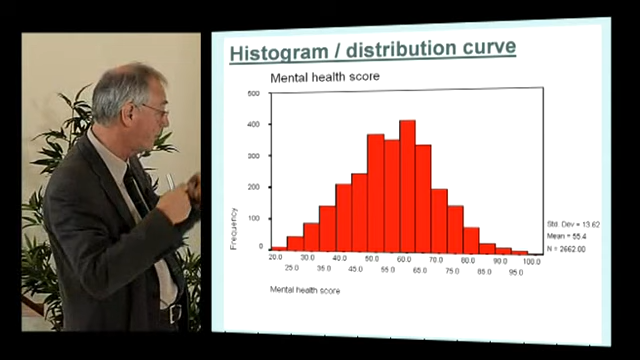 Histogram / distribution curve
Mental health score
500
400
300
200
100
0
Frequency
20.0 30.0 40.0 50.0 60.0 70.0 80.0 90.0 100.0
25.0 35.0 45.0 55.0 65.0 75.0 85.0 95.0
Mental health score
Std. Dev = 13.62
Mean = 55.4
N = 2662.00